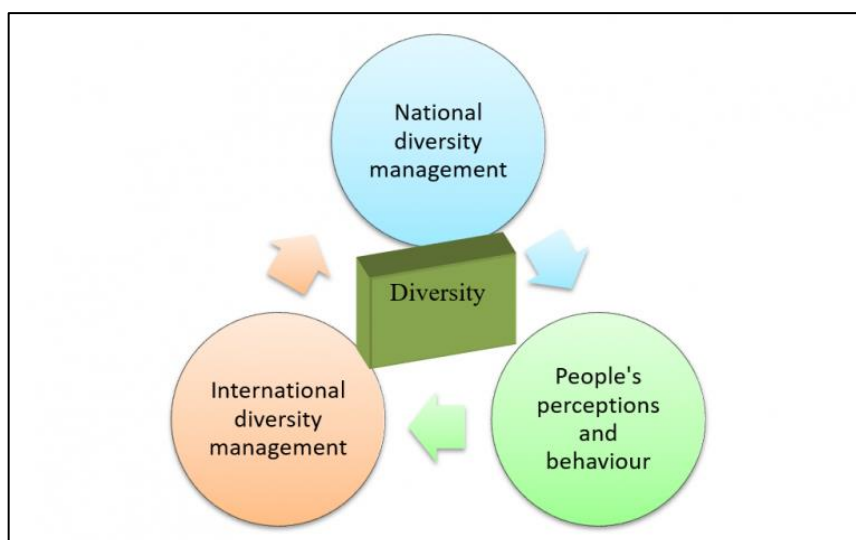 National
diversity
management
Diversity
International
diversity
management
People's
perceptions
and
behaviour